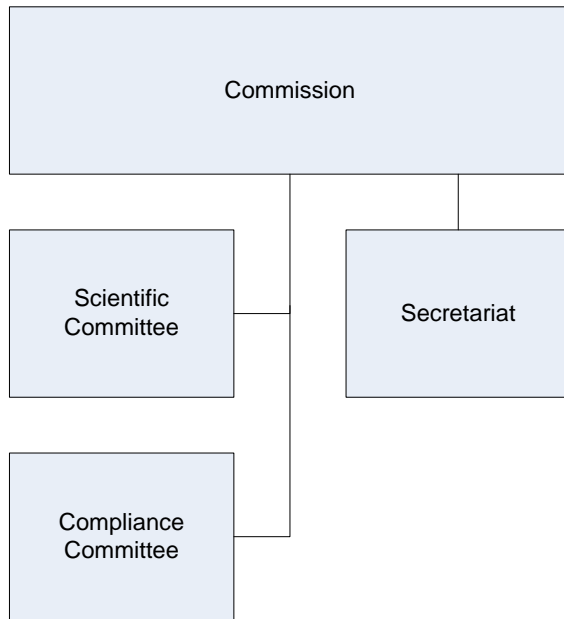 Commission
Scientific
Committee
Secretariat
Compliance
Committee